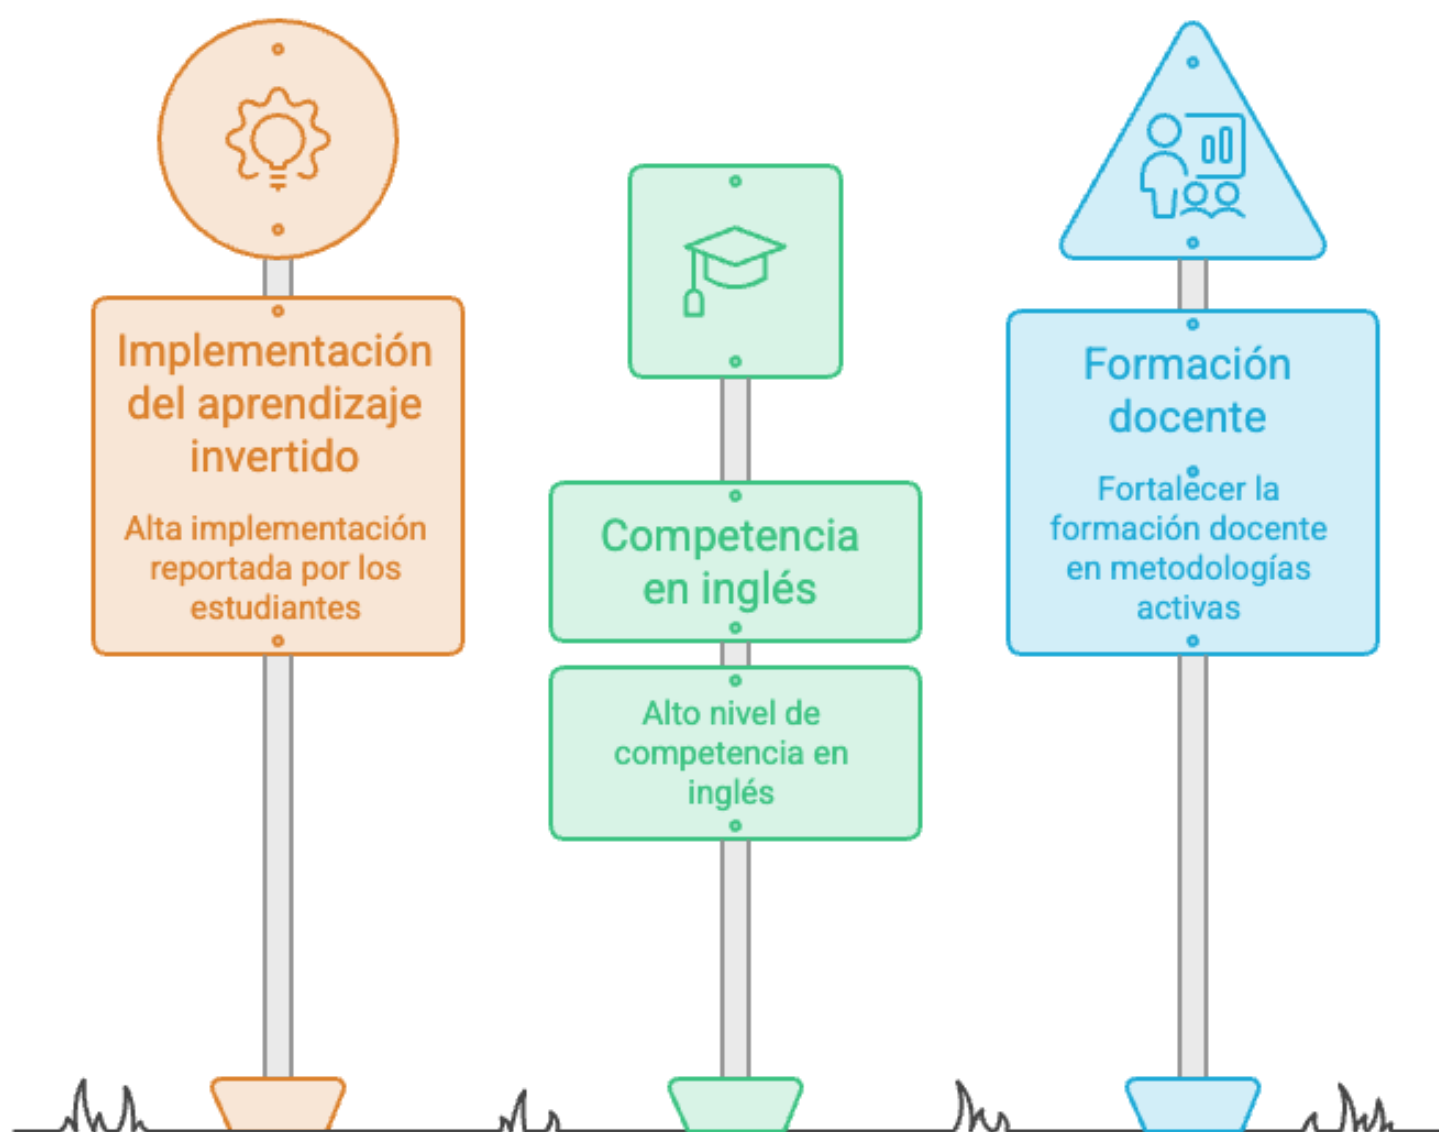 Implementación
del aprendizaje
invertido
Alta implementación
reportada por los
estudiantes
Competencia
en inglés
Alto nivel de
competencia en
inglés
Formación
docente
Fortalecer la
formación docente
en metodologías
activas